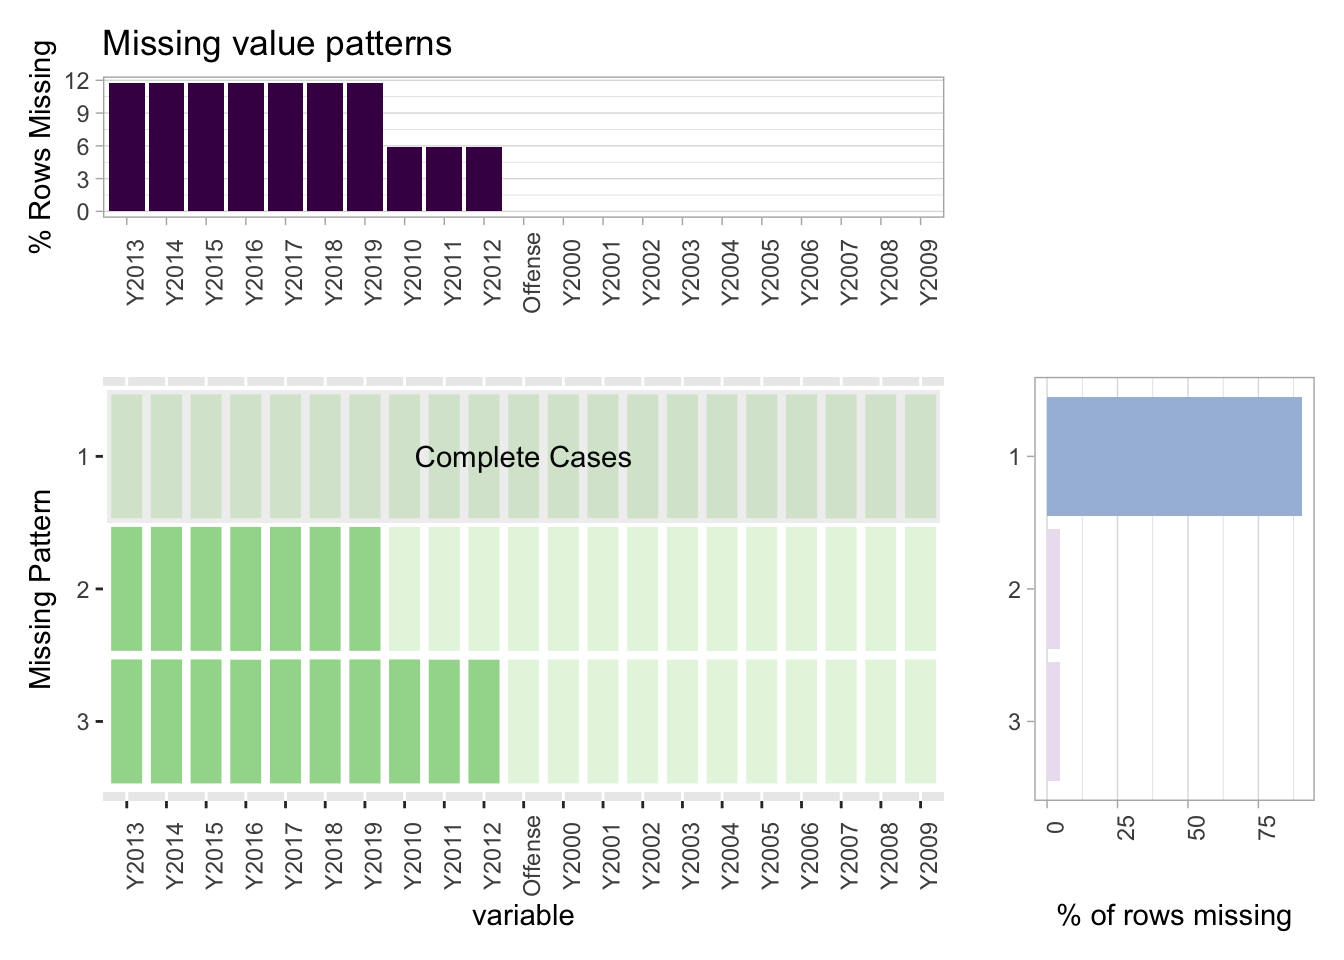 Missing value patterns
% Rows Missing
12
9
6
3
0
Y2013 Y2014 Y2015 Y2016 Y2017 Y2018 Y2019 Y2010 Y2011 Y2012 Offense Y2000 Y2001 Y2002 Y2003 Y2004 Y2005 Y2006 Y2007 Y2008 Y2009
Missing Pattern
1
2
3
Complete Cases
Y2013 Y2014 Y2015 Y2016 Y2017 Y2018 Y2019 Y2010 Y2011 Y2012 Offense Y2000 Y2001 Y2002 Y2003 Y2004 Y2005 Y2006 Y2007 Y2008 Y2009
variable
1
2
3
0 25 50 75
% of rows missing